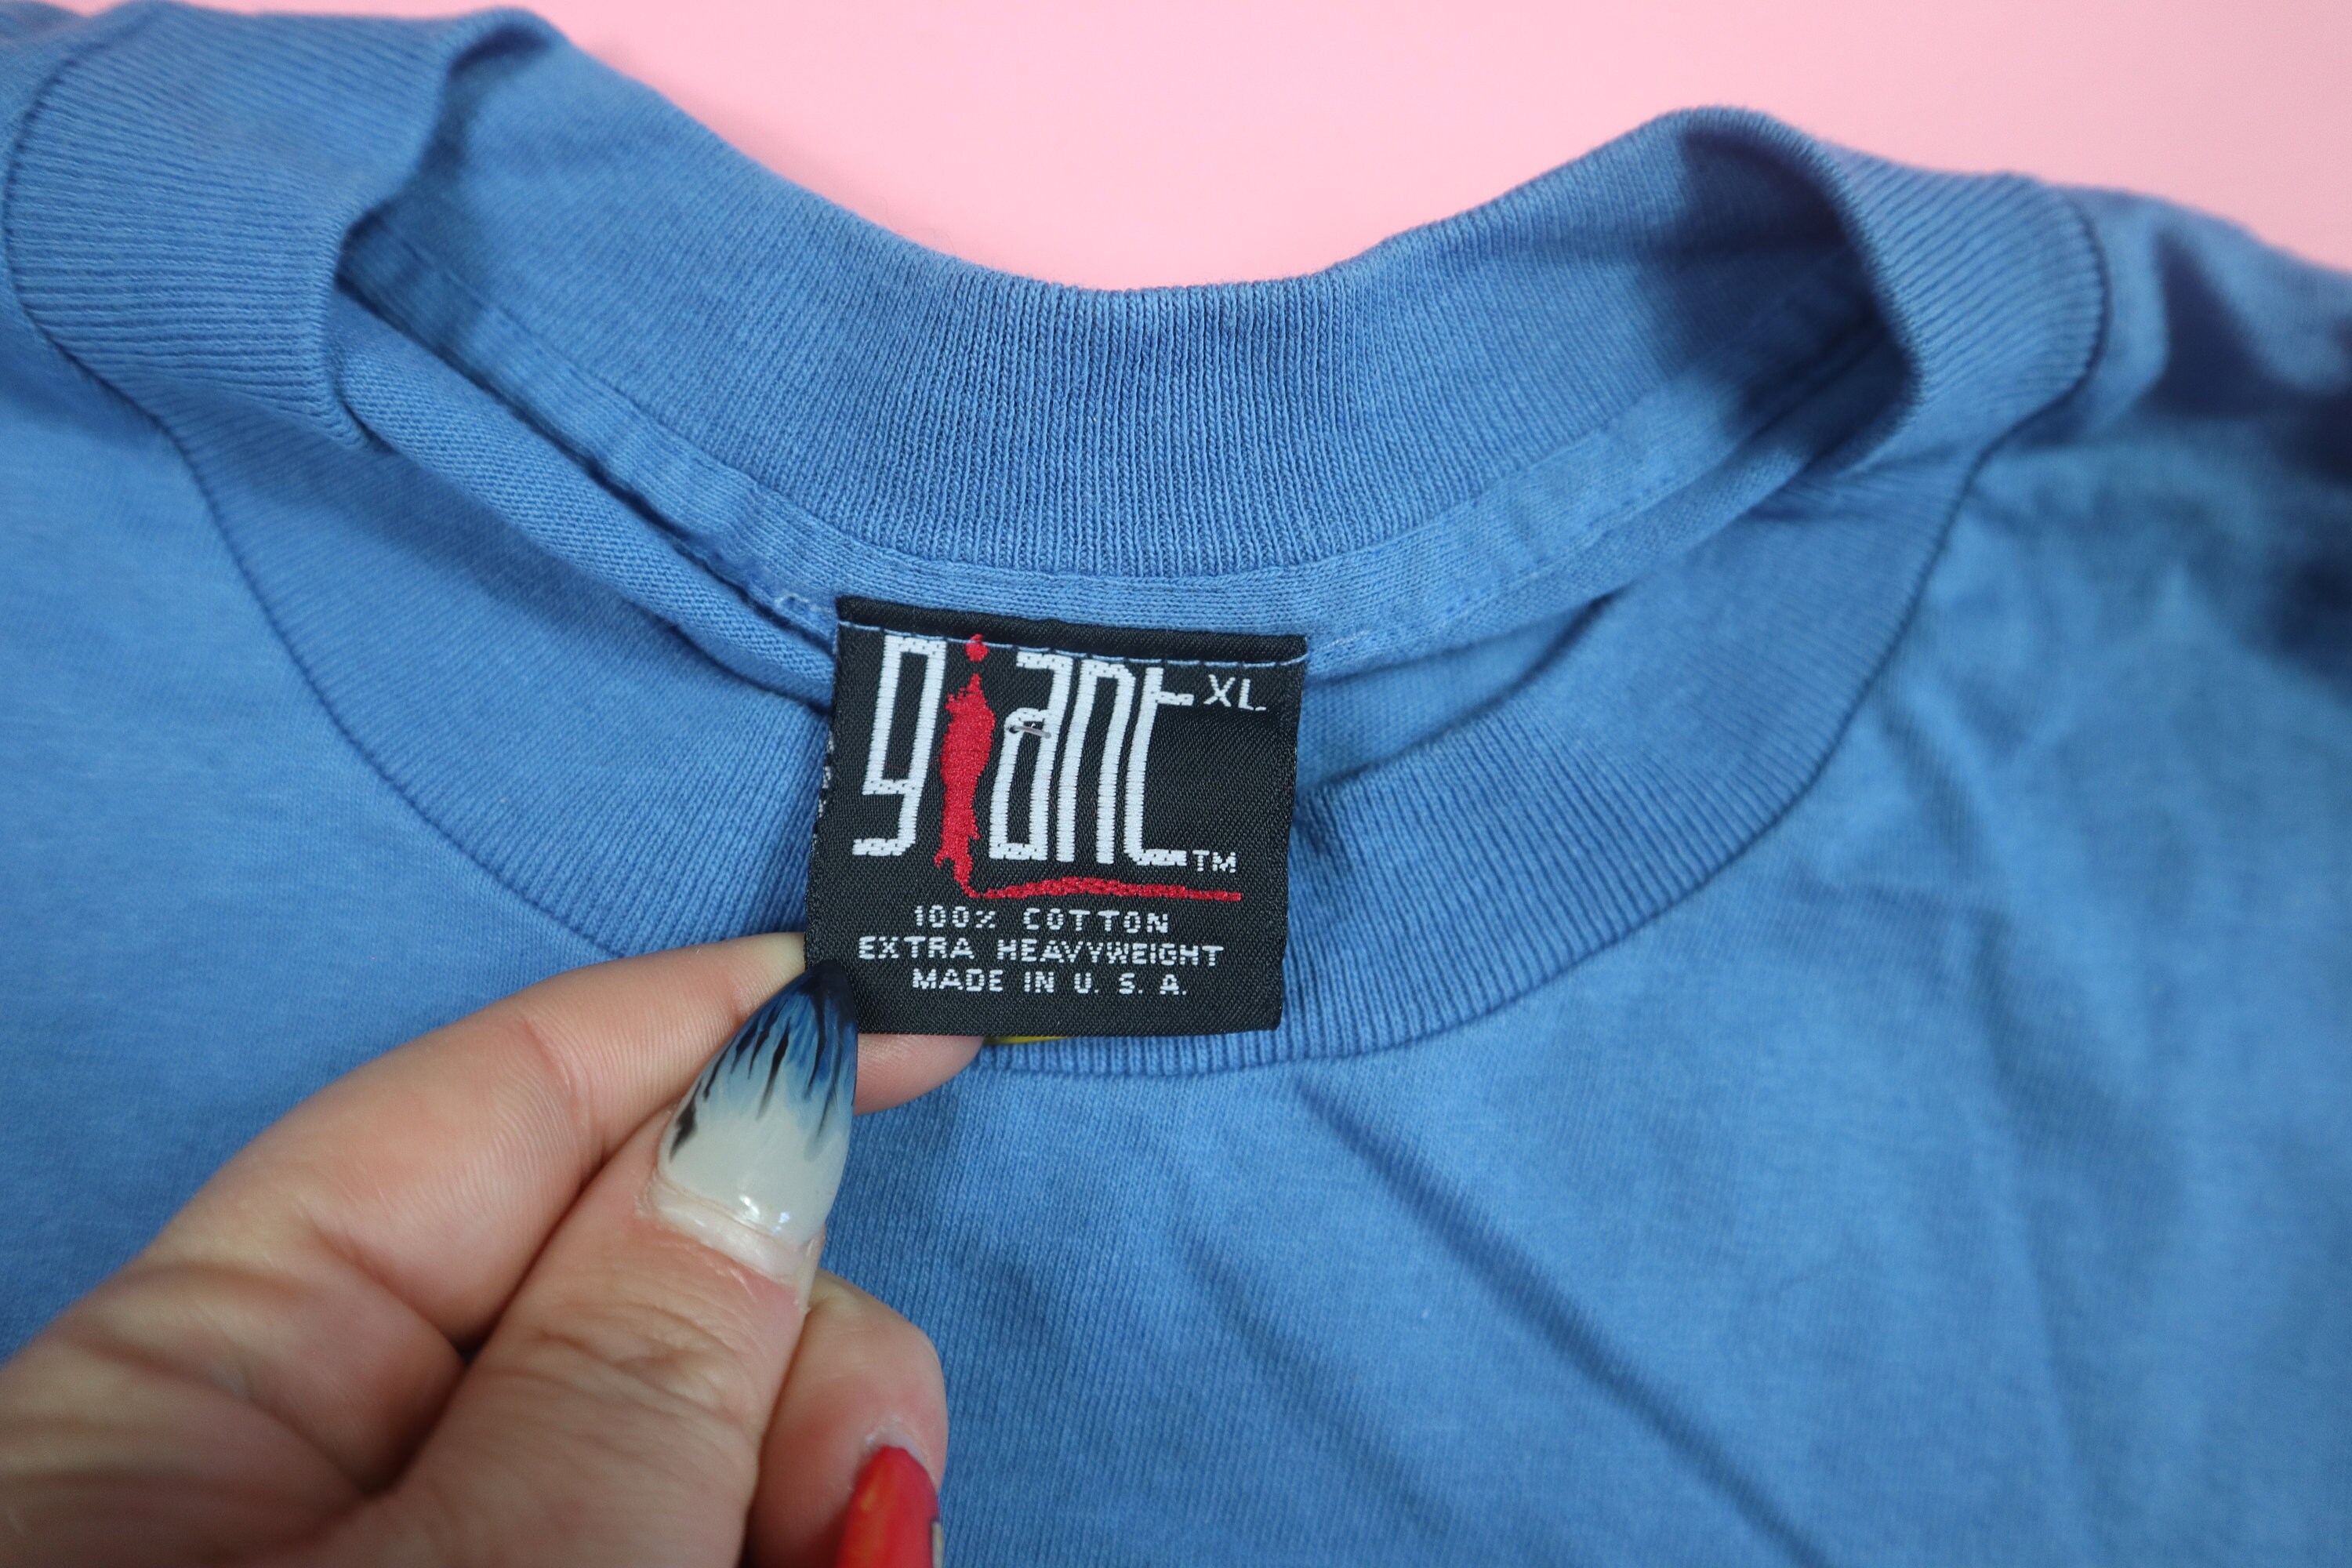 giant XL
TM
100% COTTON
EXTRA HEAVYWEIGHT
MADE IN U. S. A.